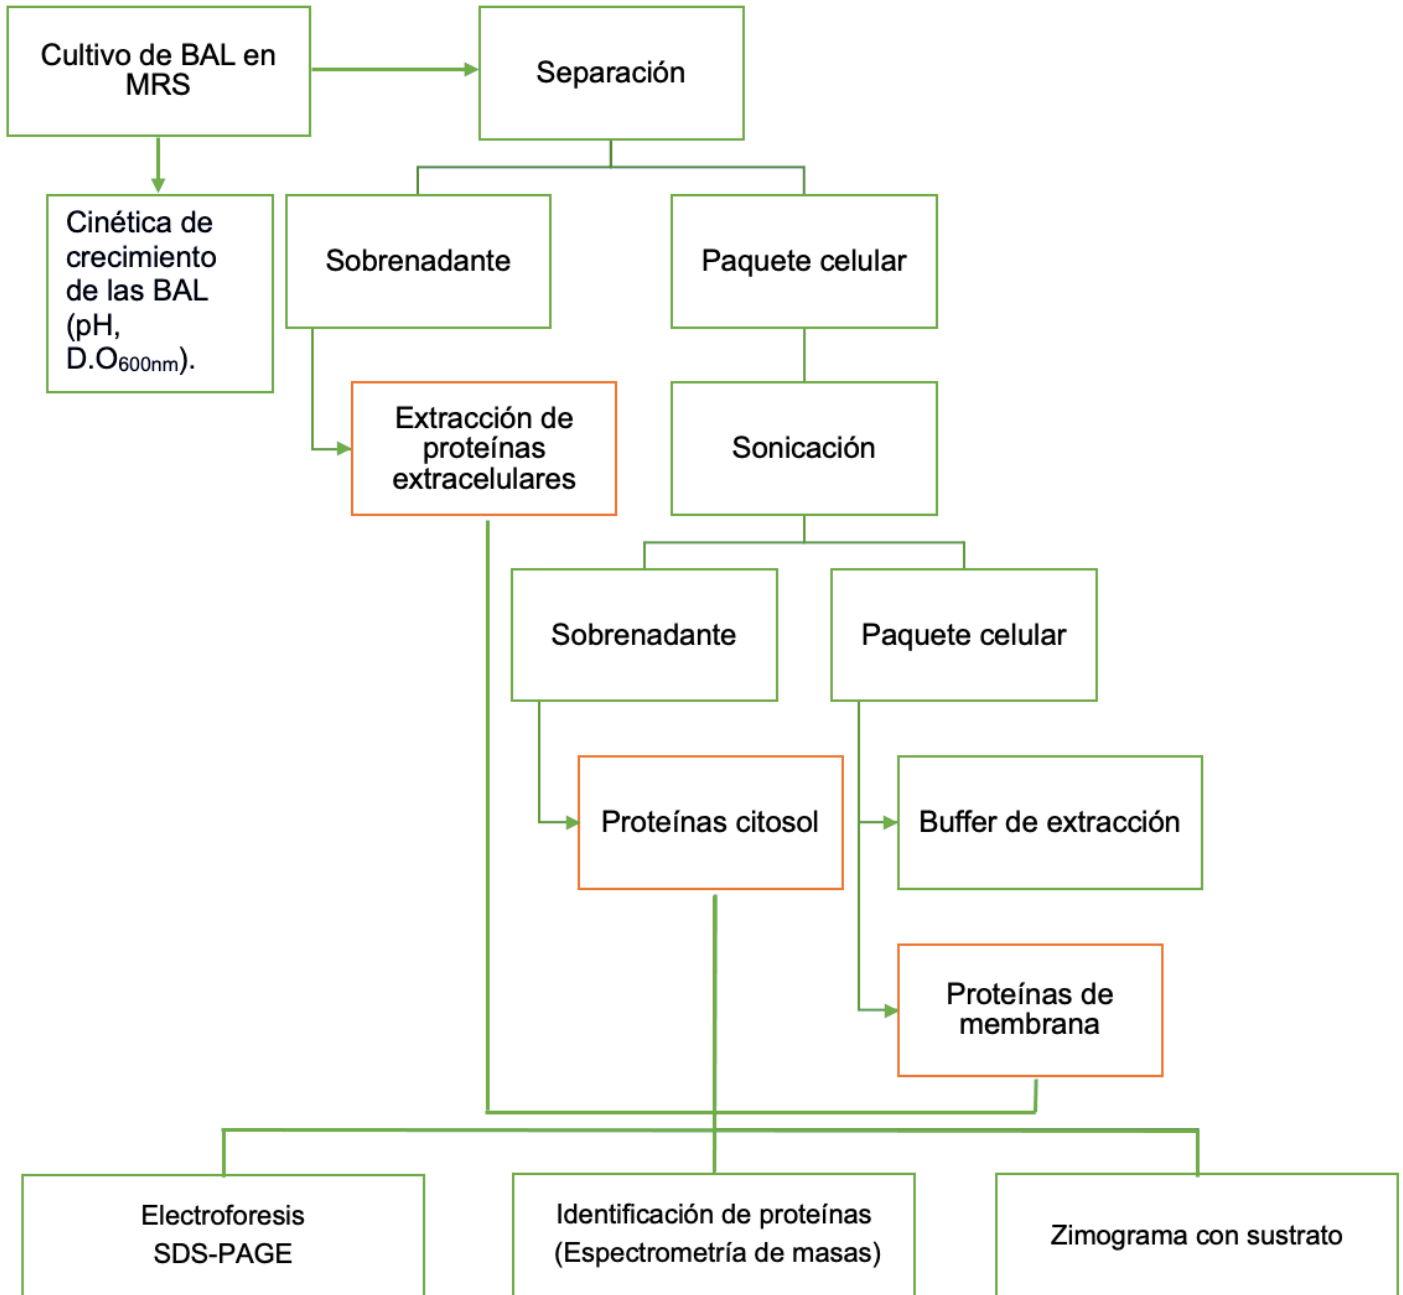 Cultivo de BAL en
MRS
Separación
Cinética de
crecimiento
de las BAL
(pH,
D.O600nm).
Sobrenadante
Paquete celular
Extracción de
proteínas
extracelulares
Sonicación
Sobrenadante
Paquete celular
Proteínas citosol
Buffer de extracción
Proteínas de
membrana
Electroforesis
SDS-PAGE
Identificación de proteínas
(Espectrometría de masas)
Zimograma con sustrato